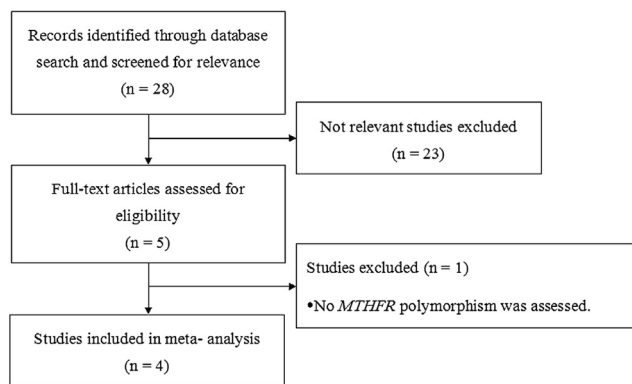 Records identified through database
search and screened for relevance
(n = 28)
Not relevant studies excluded
(n = 23)
Full-text articles assessed for
eligibility
(n = 5)
Studies excluded (n = 1)
•No MTHFR polymorphism was assessed.
Studies included in meta- analysis
(n = 4)